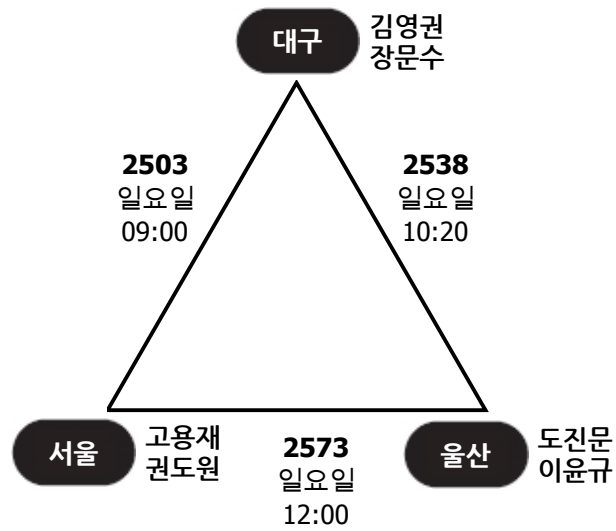 대구
김영권
장문수
2503
일요일
09:00
2538
일요일
10:20
서울
고용재
권도원
2573
일요일
12:00
울산
도진문
이윤규